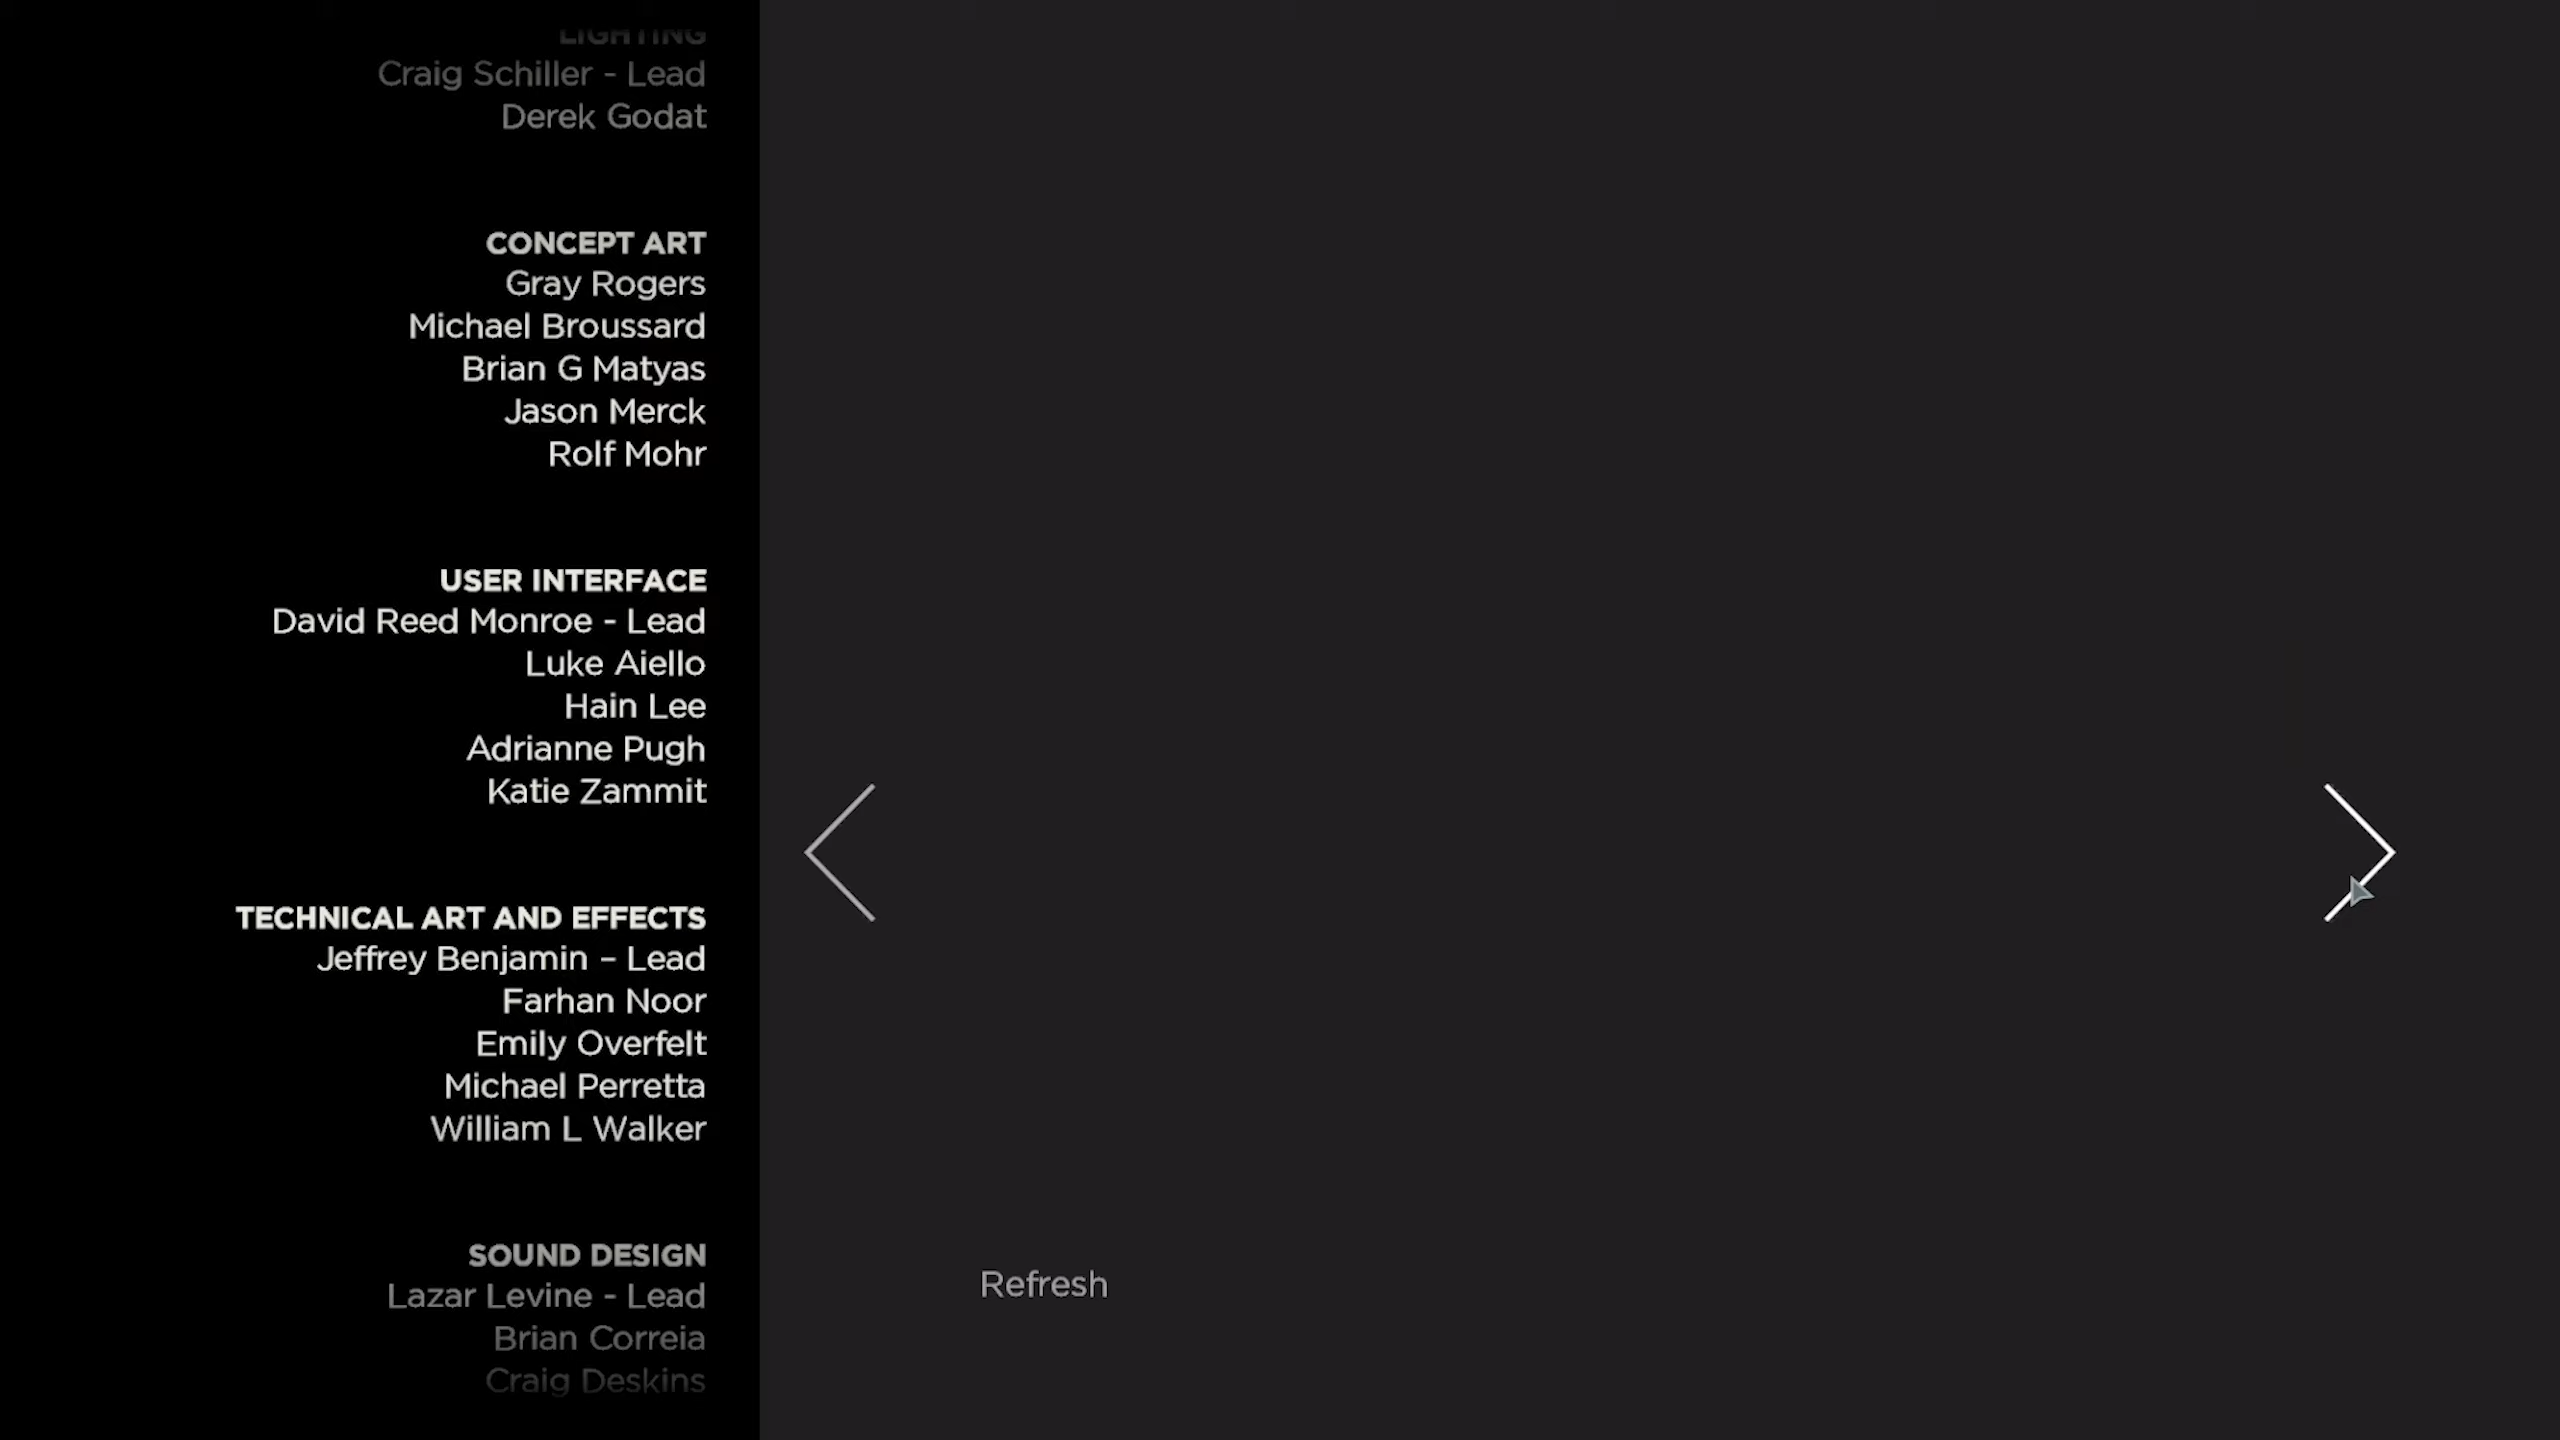 LIGHTING
Craig Schiller - Lead
Derek Godat
CONCEPT ART
Gray Rogers
Michael Broussard
Brian G Matyas
Jason Merck
Rolf Mohr
USER INTERFACE
David Reed Monroe - Lead
Luke Aiello
Hain Lee
Adrianne Pugh
Katie Zammit
TECHNICAL ART AND EFFECTS
Jeffrey Benjamin – Lead
Farhan Noor
Emily Overfelt
Michael Perretta
William L Walker
SOUND DESIGN
Lazar Levine - Lead
Brian Correia
Craig Deskins
Refresh